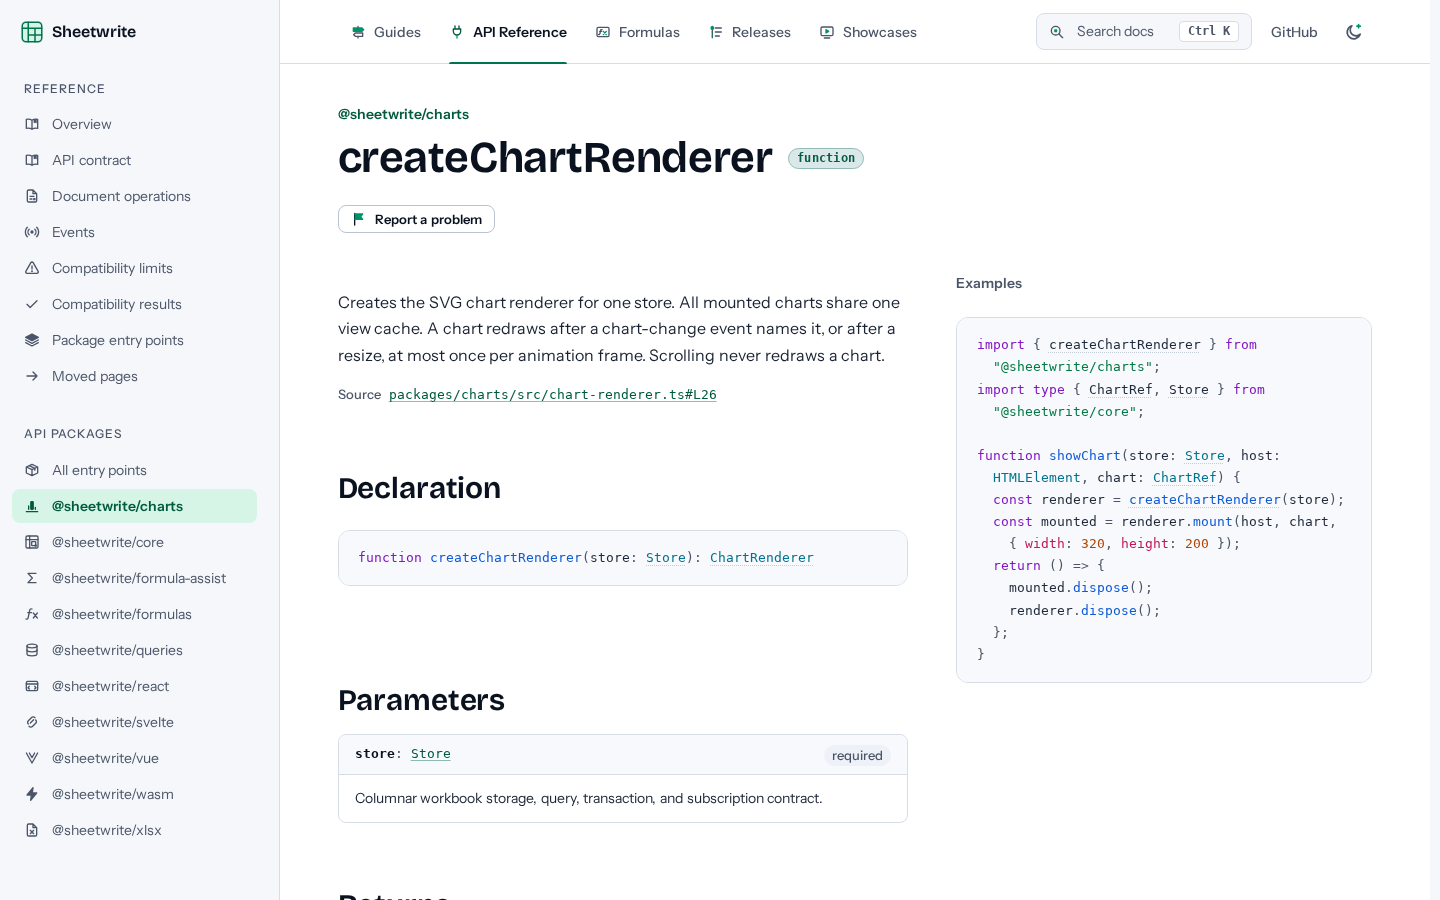 Sheetwrite
Guides
API Reference
Formulas
Releases
Showcases
Search docs
Ctrl K
GitHub
REFERENCE
Overview
API contract
Document operations
Events
Compatibility limits
Compatibility results
Package entry points
Moved pages
API PACKAGES
All entry points
@sheetwrite/charts
@sheetwrite/core
@sheetwrite/formula-assist
@sheetwrite/formulas
@sheetwrite/queries
@sheetwrite/react
@sheetwrite/svelte
@sheetwrite/vue
@sheetwrite/wasm
@sheetwrite/xlsx
@sheetwrite/charts
createChartRenderer function
Report a problem
Creates the SVG chart renderer for one store. All mounted charts share one
view cache. A chart redraws after a chart-change event names it, or after a
resize, at most once per animation frame. Scrolling never redraws a chart.
Source packages/charts/src/chart-renderer.ts#L26
Declaration
function createChartRenderer(store: Store): ChartRenderer
Parameters
store: Store required
Columnar workbook storage, query, transaction, and subscription contract.
Returns
Examples
import { createChartRenderer } from
"@sheetwrite/charts";
import type { ChartRef, Store } from
"@sheetwrite/core";
function showChart(store: Store, host:
HTMLElement, chart: ChartRef) {
const renderer = createChartRenderer(store);
const mounted = renderer.mount(host, chart,
{ width: 320, height: 200 });
return () => {
mounted.dispose();
renderer.dispose();
};
}